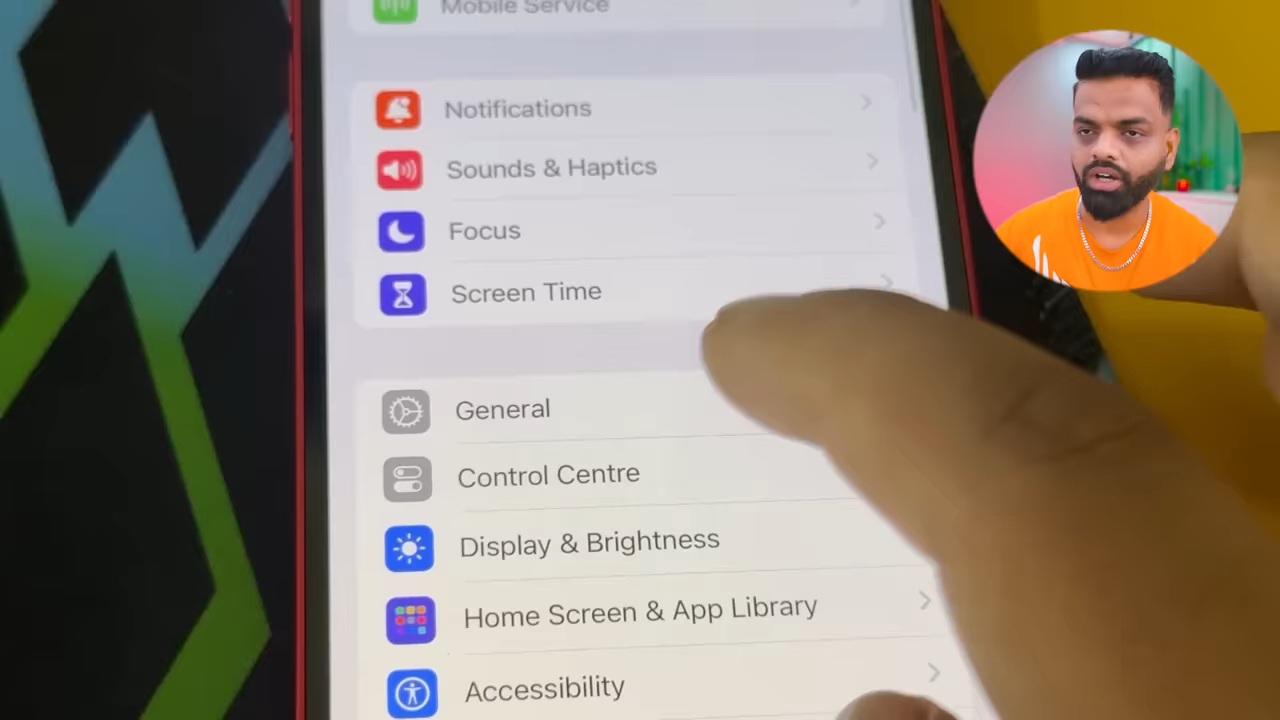 Mobile Service
Notifications
Sounds & Haptics
Focus
Screen Time
General
Control Centre
Display & Brightness
Home Screen & App Library
Accessibility